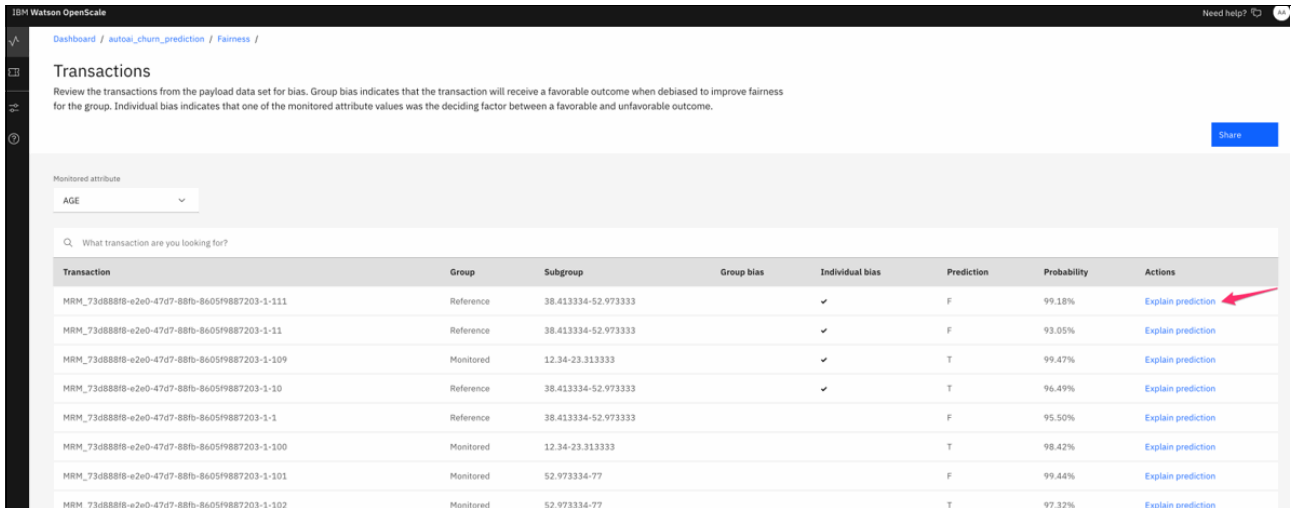 IBM Watson OpenScale
Need help?
AA
Dashboard / autoai_churn_prediction / Fairness /
Transactions
Review the transactions from the payload data set for bias. Group bias indicates that the transaction will receive a favorable outcome when debiased to improve fairness
for the group. Individual bias indicates that one of the monitored attribute values was the deciding factor between a favorable and unfavorable outcome.
Share
Monitored attribute
AGE
What transaction are you looking for?
Transaction Group Subgroup Group bias Individual bias Prediction Probability Actions
MRM_73d888f8-e2e0-47d7-88fb-8605f9887203-1-111 Reference 38.413334-52.973333 ✔ F 99.18% Explain prediction
MRM_73d888f8-e2e0-47d7-88fb-8605f9887203-1-11 Reference 38.413334-52.973333 ✔ F 93.05% Explain prediction
MRM_73d888f8-e2e0-47d7-88fb-8605f9887203-1-109 Monitored 12.34-23.313333 ✔ T 99.47% Explain prediction
MRM_73d888f8-e2e0-47d7-88fb-8605f9887203-1-10 Reference 38.413334-52.973333 ✔ T 96.49% Explain prediction
MRM_73d888f8-e2e0-47d7-88fb-8605f9887203-1-1 Reference 38.413334-52.973333 F 95.50% Explain prediction
MRM_73d888f8-e2e0-47d7-88fb-8605f9887203-1-100 Monitored 12.34-23.313333 T 98.42% Explain prediction
MRM_73d888f8-e2e0-47d7-88fb-8605f9887203-1-101 Monitored 52.973334-77 F 99.44% Explain prediction
MRM_73d888f8-e2e0-47d7-88fb-8605f9887203-1-102 Monitored 52.973334-77 T 97.32% Explain prediction